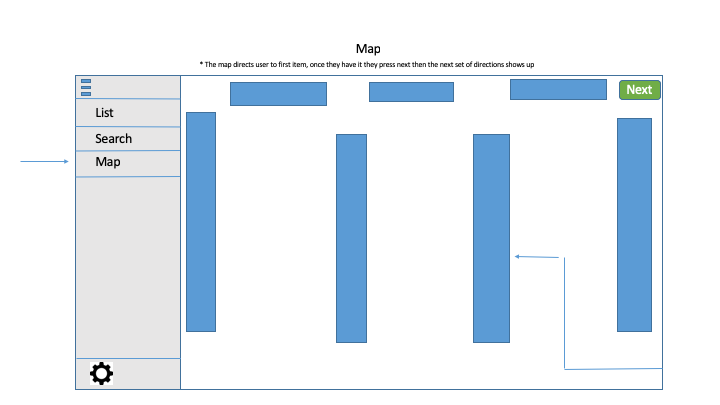 Map
* The map directs user to first item, once they have it they press next then the next set of directions shows up
Next
List
Search
Map